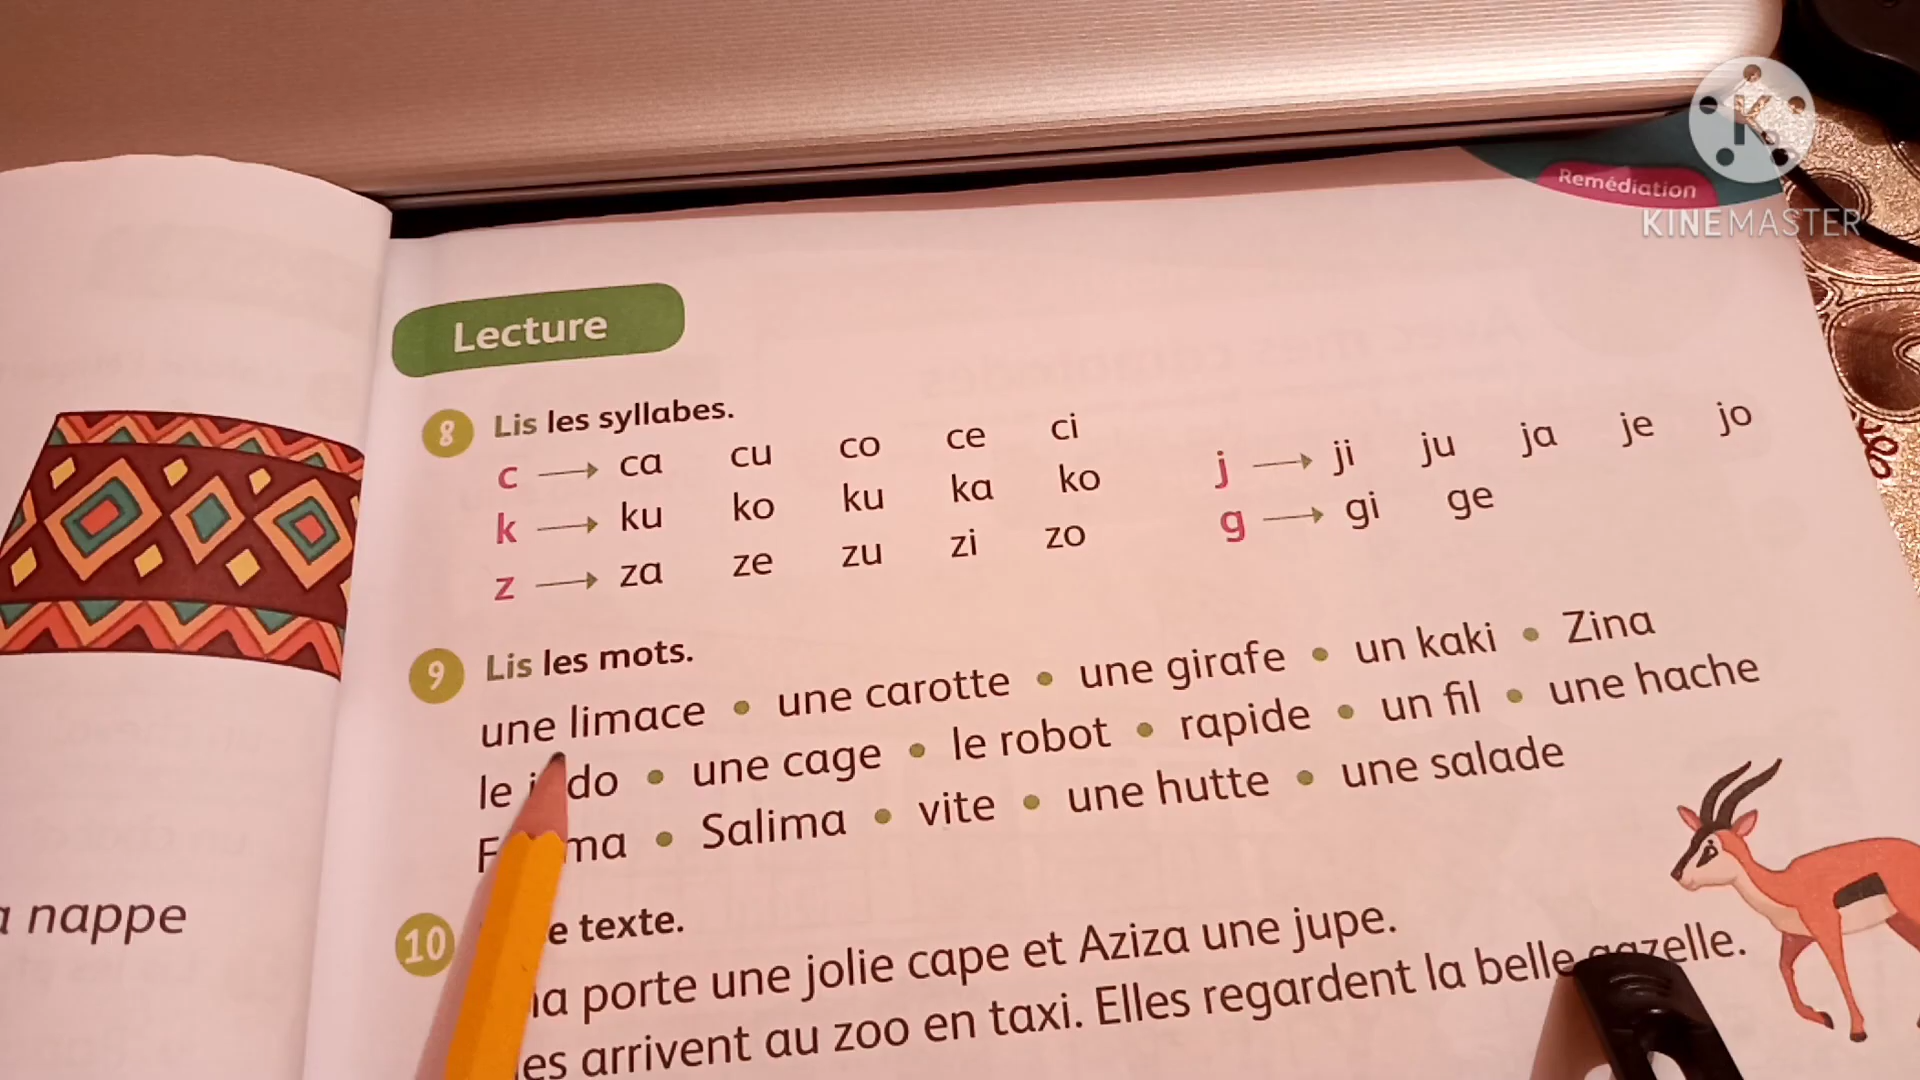 Remédiation
KINEMASTER
Lecture
8 Lis les syllabes.
c → ca cu co ce ci
k → ku ko ku ka ko
z → za ze zu zi zo
j → ji ju ja je jo
g → gi ge
9 Lis les mots.
une limace • une carotte • une girafe • un kaki • Zina
le • une cage • le robot • rapide • un fil • une hache
• Salima • vite • une hutte • une salade
10 texte.
porte une jolie cape et Aziza une jupe.
arrivent au zoo en taxi. Elles regardent la belle gazelle.
nappe